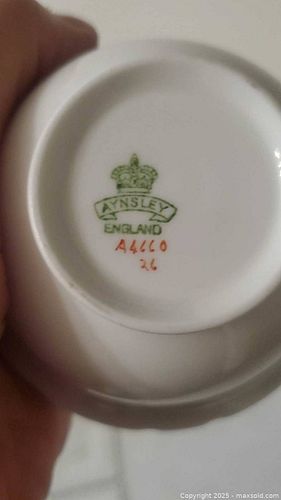 AYNSLEY
ENGLAND
A4660
26
Copyright © 2025 - maxsold.com